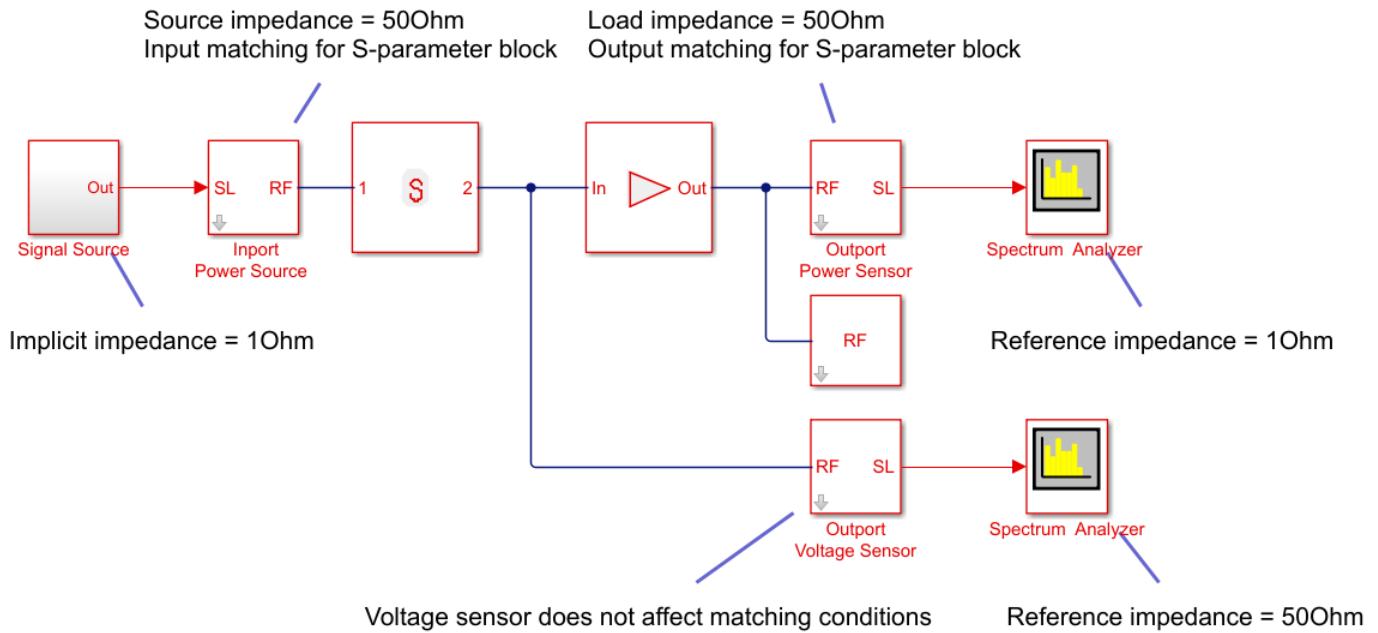 Source impedance = 50Ohm
Input matching for S-parameter block
Load impedance = 50Ohm
Output matching for S-parameter block
Out
Signal Source
SL RF
Inport
Power Source
1 S 2
In Out
RF SL
Outport
Power Sensor
Spectrum Analyzer
Implicit impedance = 1Ohm
RF
Reference impedance = 1Ohm
RF SL
Outport
Voltage Sensor
Spectrum Analyzer
Voltage sensor does not affect matching conditions
Reference impedance = 50Ohm